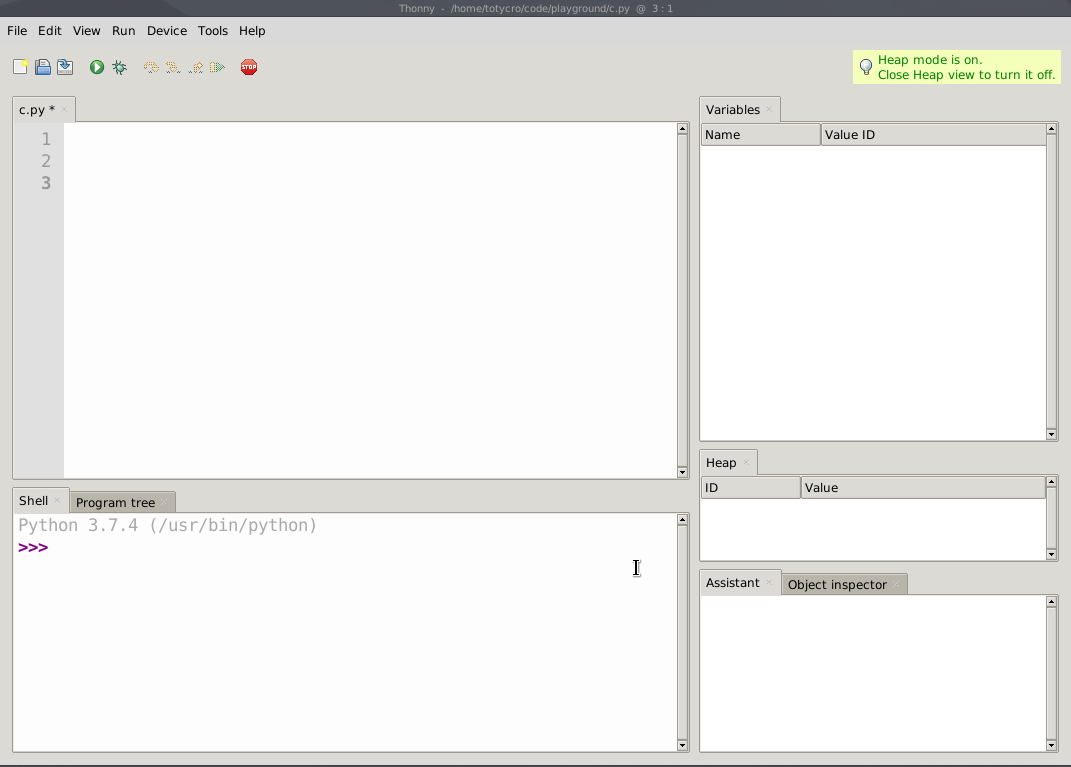 Thonny - /home/totycro/code/playground/c.py @ 3 : 1
File Edit View Run Device Tools Help
STOP
Heap mode is on.
Close Heap view to turn it off.
c.py *
1
2
3
Variables
Name Value ID
Heap
ID Value
Shell Program tree
Python 3.7.4 (/usr/bin/python)
>>>
Assistant Object inspector